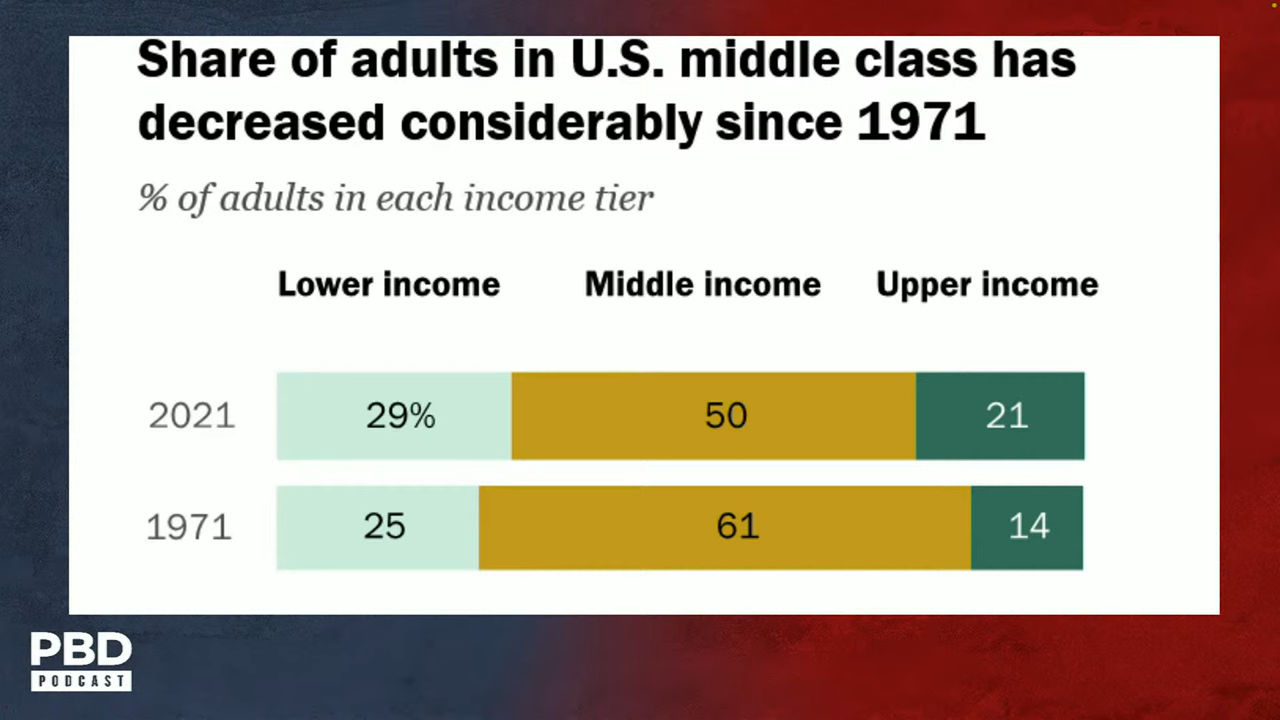 Share of adults in U.S. middle class has
decreased considerably since 1971
% of adults in each income tier
Lower income Middle income Upper income
2021 29% 50 21
1971 25 61 14
PBD
PODCAST